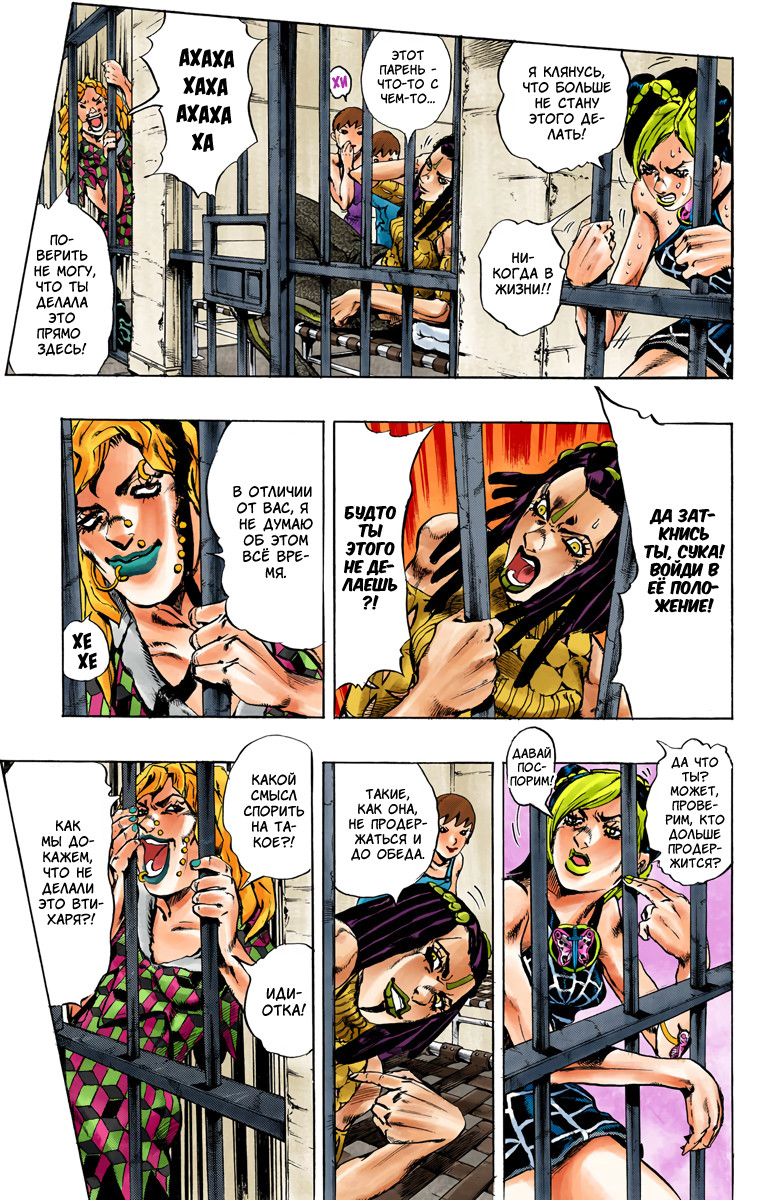 Я КЛЯНУСЬ,
ЧТО БОЛЬШЕ
НЕ СТАНУ
ЭТОГО ДЕ-
ЛАТЬ!
НИ-
КОГДА В
ЖИЗНИ!!
ЭТОТ
ПАРЕНЬ -
ЧТО-ТО С
ЧЕМ-ТО...
ХИ
АХАХА
ХАХА
АХАХА
ХА
ПО-
ВЕРИТЬ
НЕ МОГУ,
ЧТО ТЫ
ДЕЛАЛА
ЭТО
ПРЯМО
ЗДЕСЬ!
ДА ЗАТ-
КНИСЬ
ТЫ, СУКА!
ВОЙДИ В
ЕЁ ПОЛО-
ЖЕНИЕ!
БУДТО
ТЫ
ЭТОГО
НЕ ДЕ-
ЛАЕШЬ
?!
В ОТЛИЧИИ
ОТ ВАС, Я
НЕ ДУМАЮ
ОБ ЭТОМ
ВСЁ ВРЕ-
МЯ.
ХЕ
ХЕ
ДА ЧТО
ТЫ?
МОЖЕТ,
ПРОВЕ-
РИМ, КТО
ДОЛЬШЕ
ПРОДЕР-
ЖИТСЯ?
ДАВАЙ
ПОС-
ПОРИМ!
ТАКИЕ,
КАК ОНА,
НЕ ПРОДЕР-
ЖАТЬСЯ И
ДО ОБЕДА.
КАКОЙ
СМЫСЛ
СПОРИТЬ
НА ТА-
КОЕ?!
КАК
МЫ ДО-
КАЖЕМ,
ЧТО НЕ
ДЕЛАЛИ
ЭТО ВТИ-
ХАРЯ?!
ИДИ-
ОТКА!